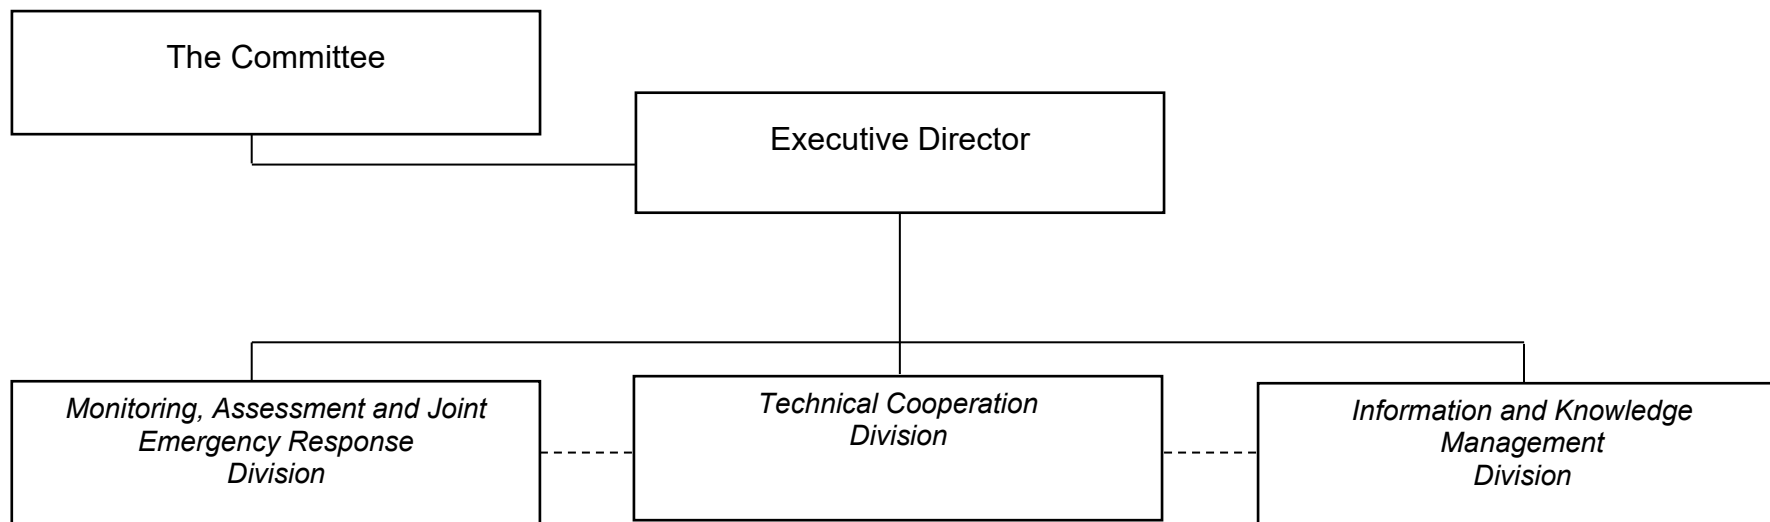 The Committee
Executive Director
Monitoring, Assessment and Joint
Emergency Response
Division
Technical Cooperation
Division
Information and Knowledge
Management
Division